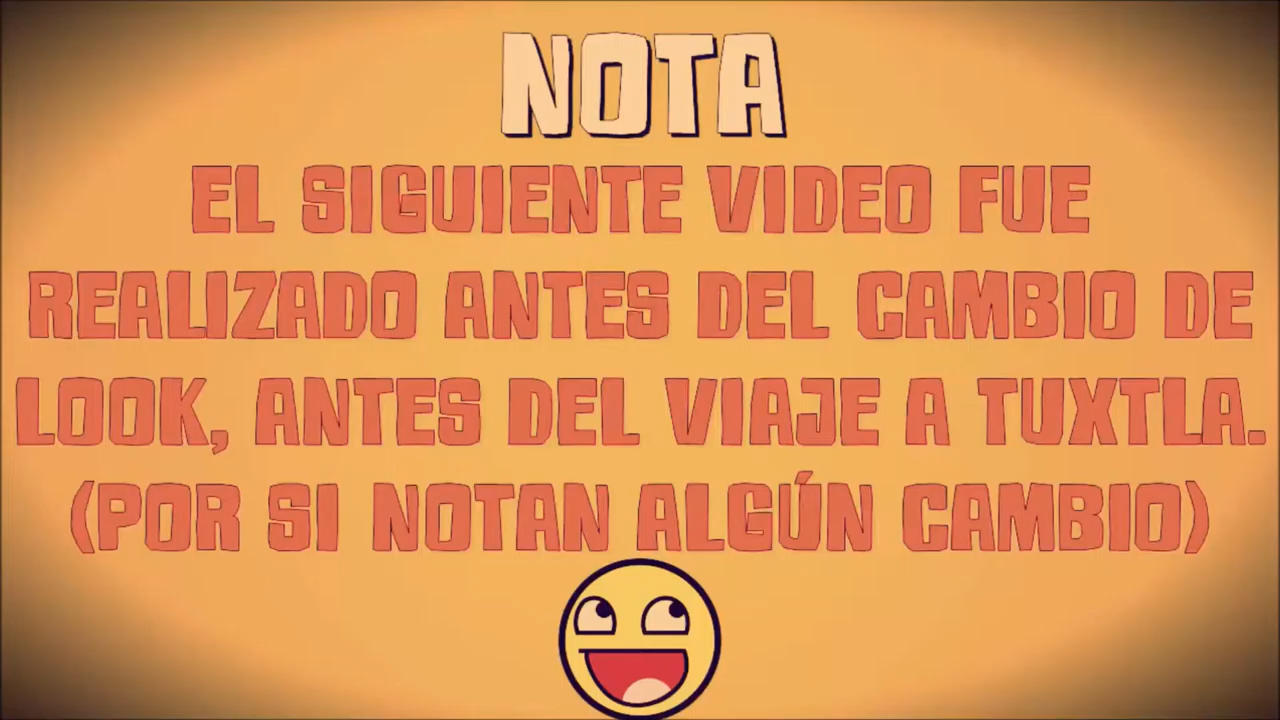 NOTA
EL SIGUIENTE VIDEO FUE
REALIZADO ANTES DEL CAMBIO DE
LOOK, ANTES DEL VIAJE A TUXTLA.
(POR SI NOTAN ALGÚN CAMBIO)